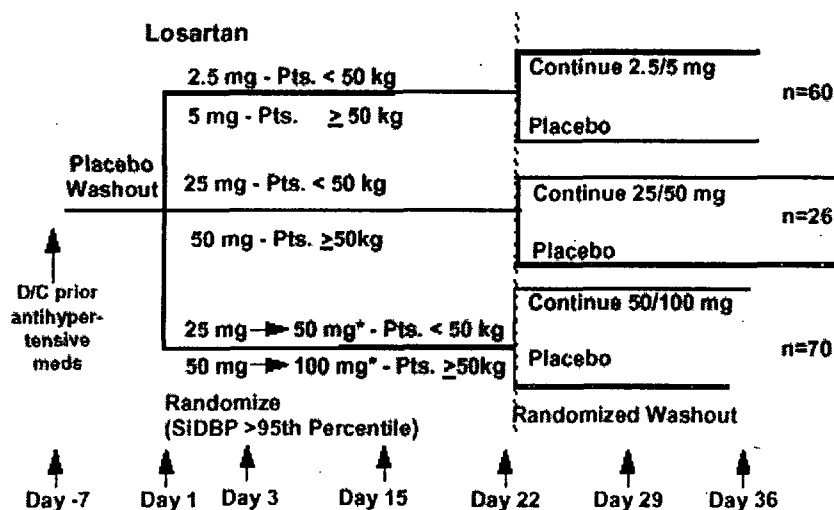 Losartan
2.5 mg - Pts. < 50 kg
5 mg - Pts. ≥ 50 kg
Continue 2.5/5 mg
Placebo
n=60
Placebo
Washout
25 mg - Pts. < 50 kg
50 mg - Pts. ≥50kg
Continue 25/50 mg
Placebo
n=26
D/C prior
antihyper-
tensive
meds
25 mg → 50 mg* - Pts. < 50 kg
50 mg → 100 mg* - Pts. ≥50kg
Continue 50/100 mg
Placebo
n=70
Randomize
(SiDBP >95th Percentile)
Randomized Washout
Day -7 Day 1 Day 3 Day 15 Day 22 Day 29 Day 36